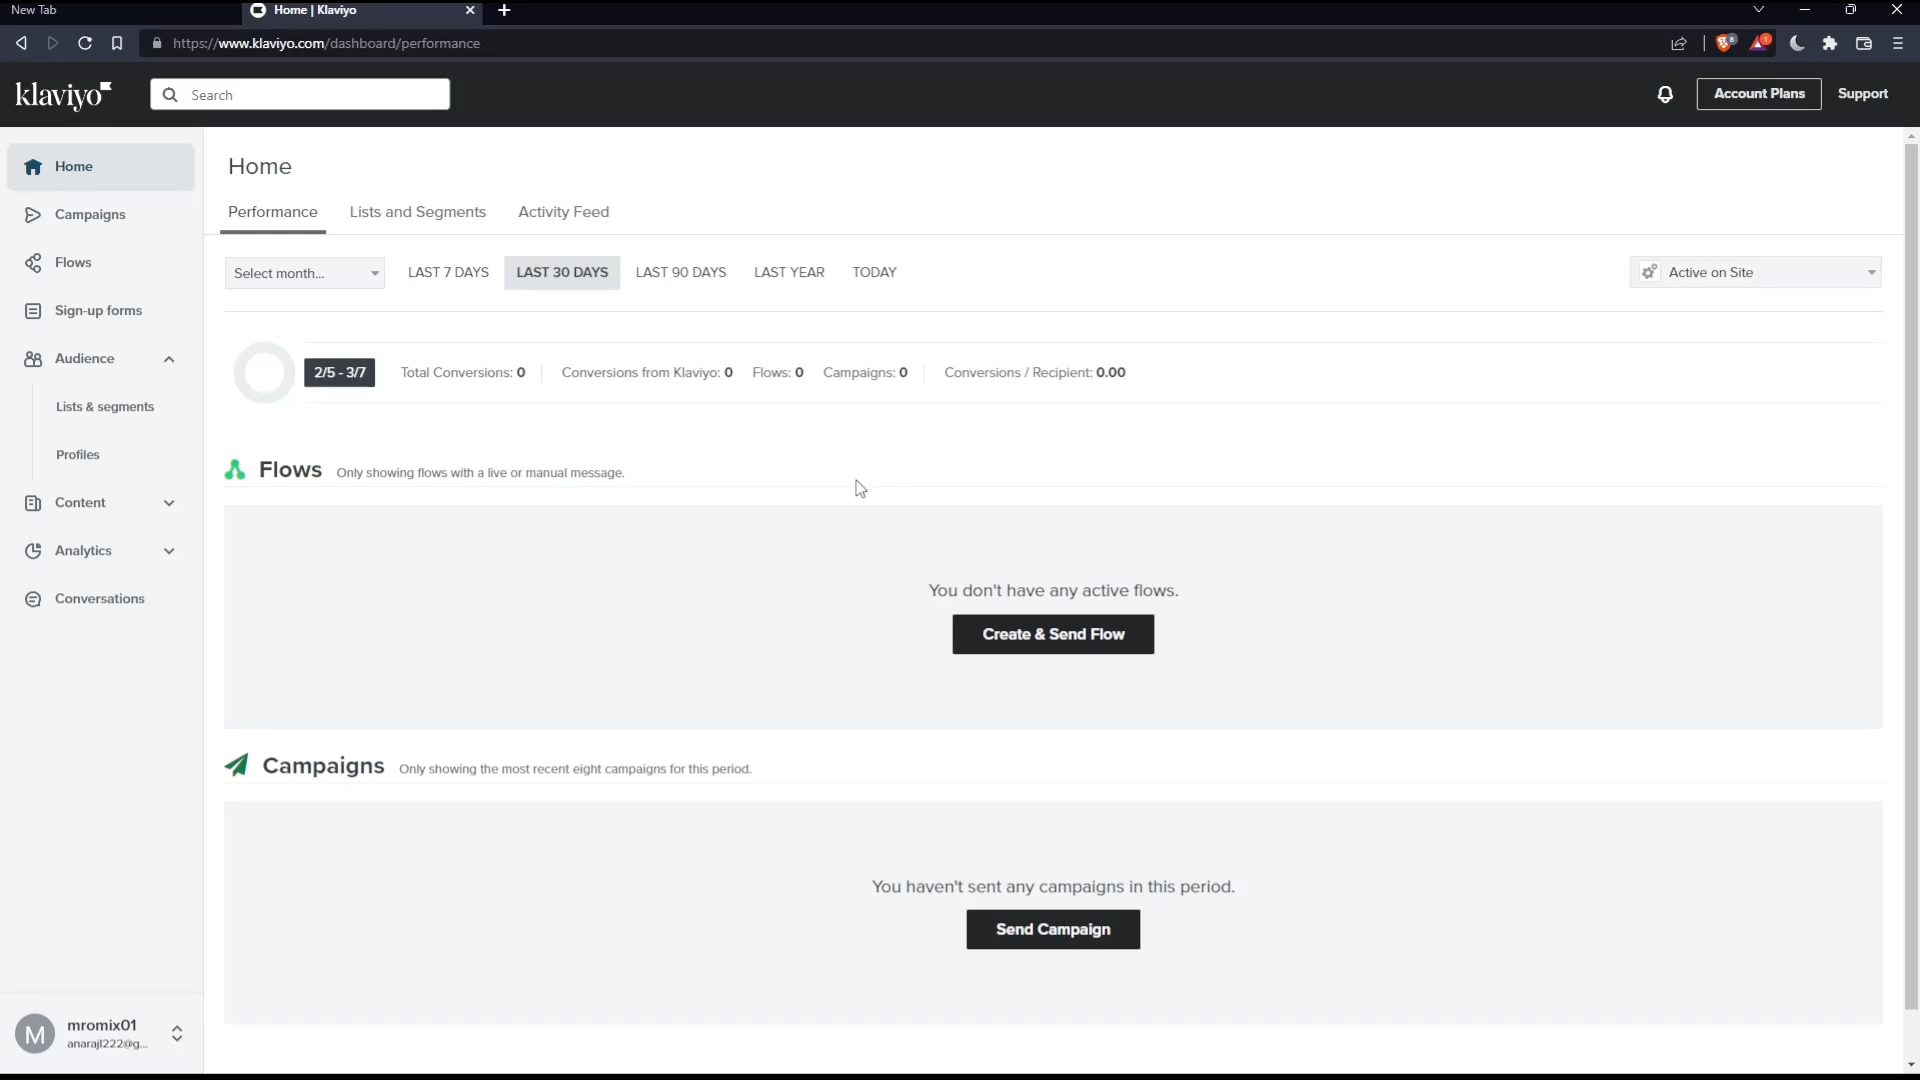 New Tab
Home | Klaviyo
https://www.klaviyo.com/dashboard/performance
8
1
klaviyo
Search
Account Plans
Support
Home
Campaigns
Flows
Sign-up forms
Audience
Lists & segments
Profiles
Content
Analytics
Conversations
M
mromix01
anarajl222@g...
Home
Performance
Lists and Segments
Activity Feed
Select month...
LAST 7 DAYS
LAST 30 DAYS
LAST 90 DAYS
LAST YEAR
TODAY
Active on Site
2/5 - 3/7
Total Conversions: 0
Conversions from Klaviyo: 0
Flows: 0
Campaigns: 0
Conversions / Recipient: 0.00
Flows
Only showing flows with a live or manual message.
You don't have any active flows.
Create & Send Flow
Campaigns
Only showing the most recent eight campaigns for this period.
You haven't sent any campaigns in this period.
Send Campaign